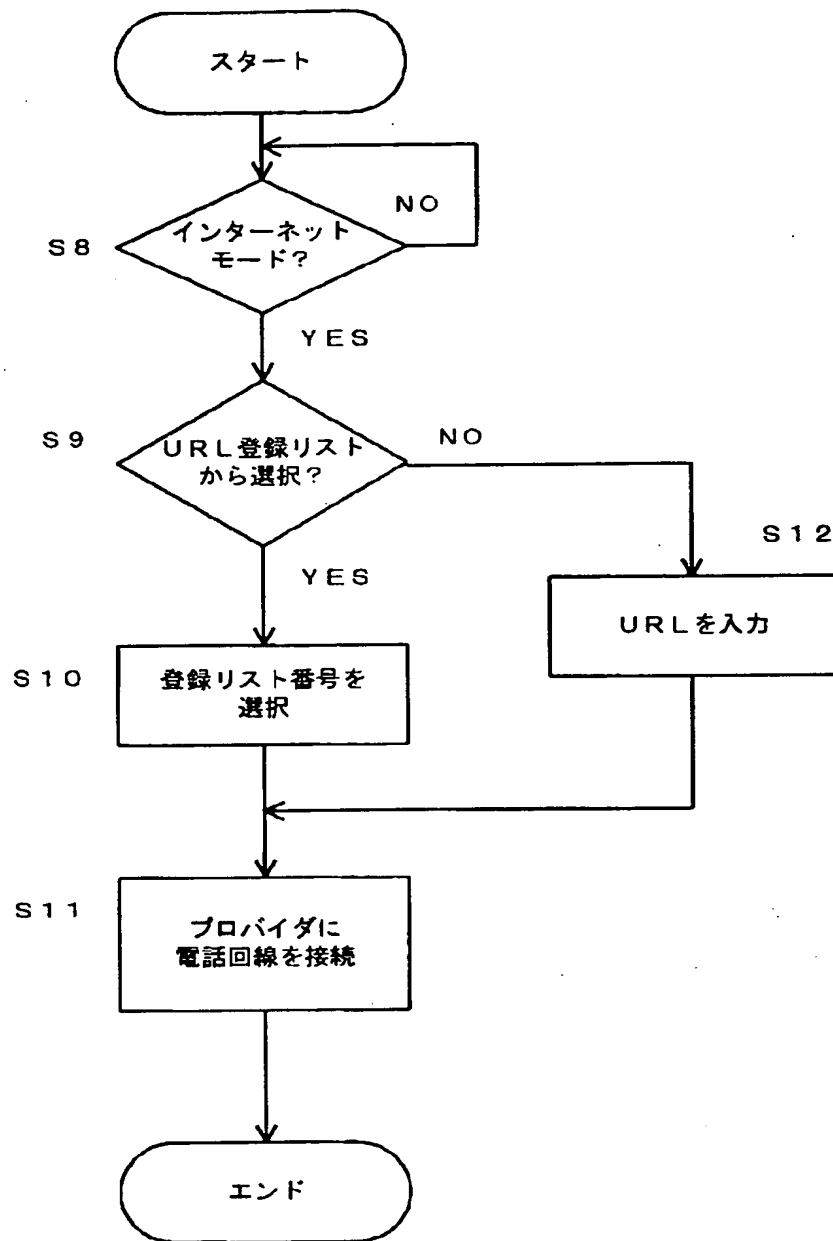 スタート
NO
S8
インターネット
モード?
YES
S9
URL登録リスト
から選択?
NO
S12
YES
URLを入力
S10
登録リスト番号を
選択
S11
プロバイダに
電話回線を接続
エンド